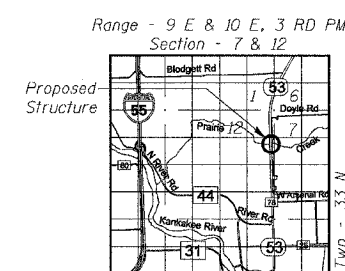 Range - 9 E & 10 E, 3 RD PM
Section - 7 & 12
Blodgett Rd
Proposed
Structure
53
1
6
55
Doyle Rd
Prairie
12
7
Creek
N River Rd
44
W Arsenal Rd
River Rd
Kankakee River
31
53
Twp - 33 N